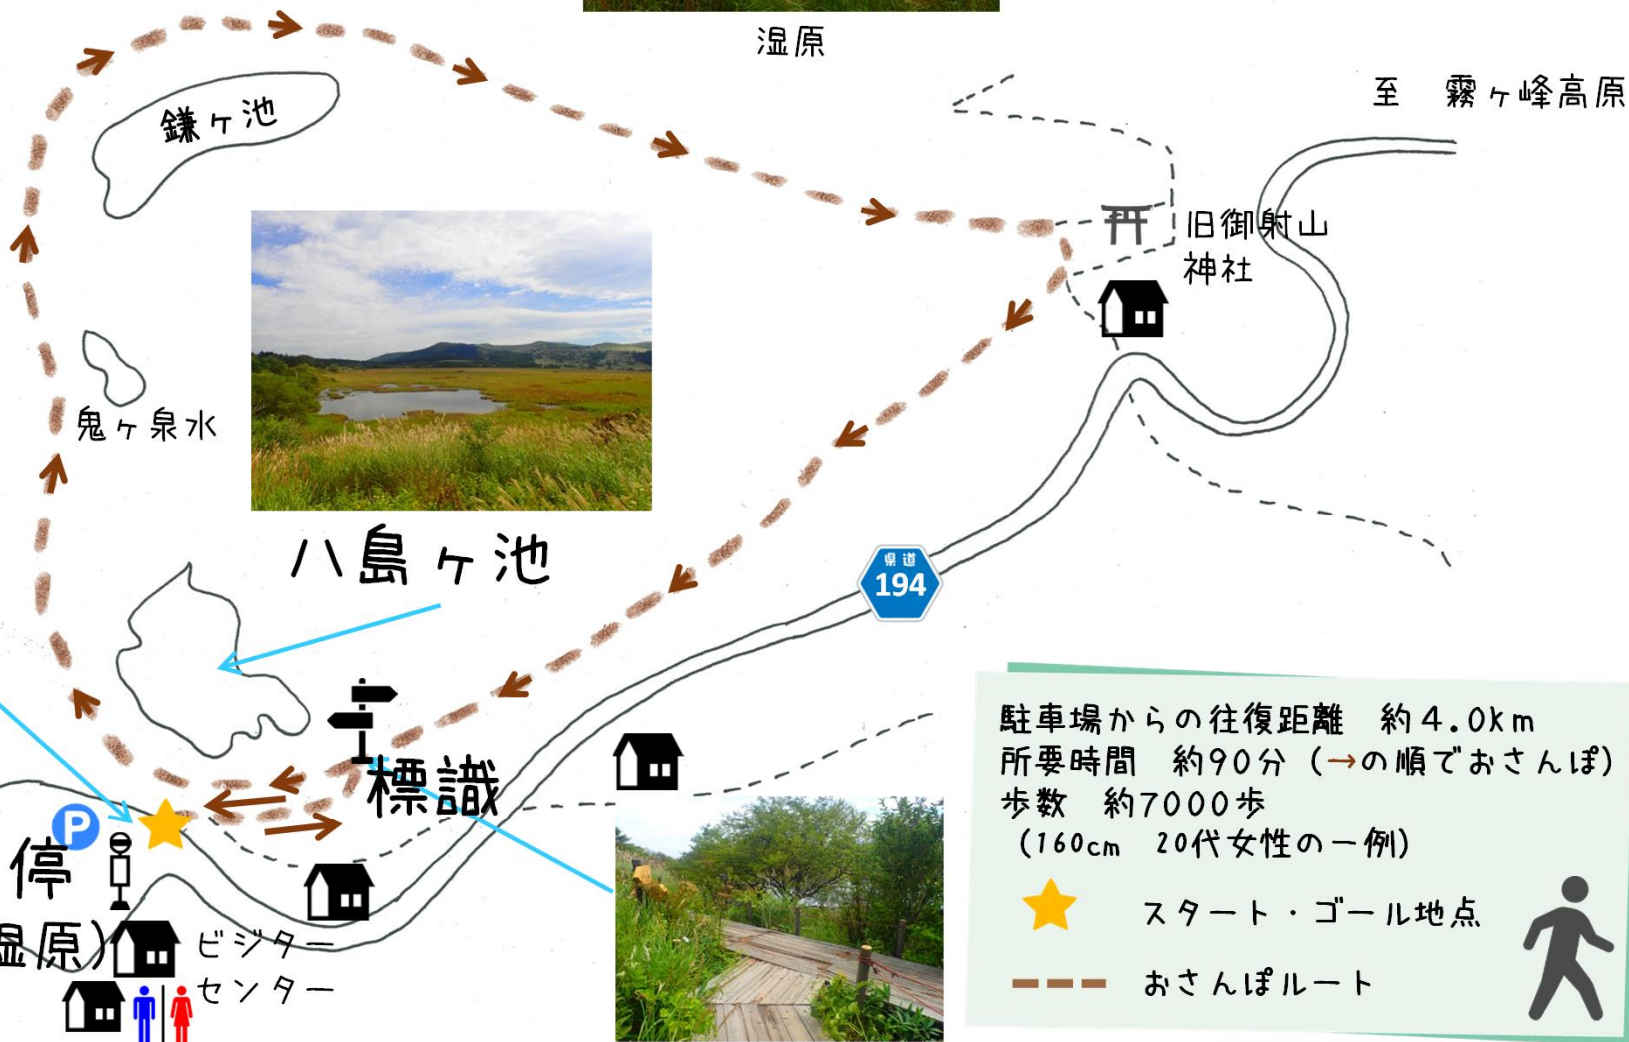 湿原
至 霧ヶ峰高原
鎌ヶ池
旧御射山
神社
鬼ヶ泉水
八島ヶ池
県道
194
標識
P
停
湿原)
ビジター
センター
駐車場からの往復距離 約4.0km
所要時間 約90分 (→の順でおさんぽ)
歩数 約7000歩
(160cm 20代女性の一例)
スタート・ゴール地点
おさんぽルート